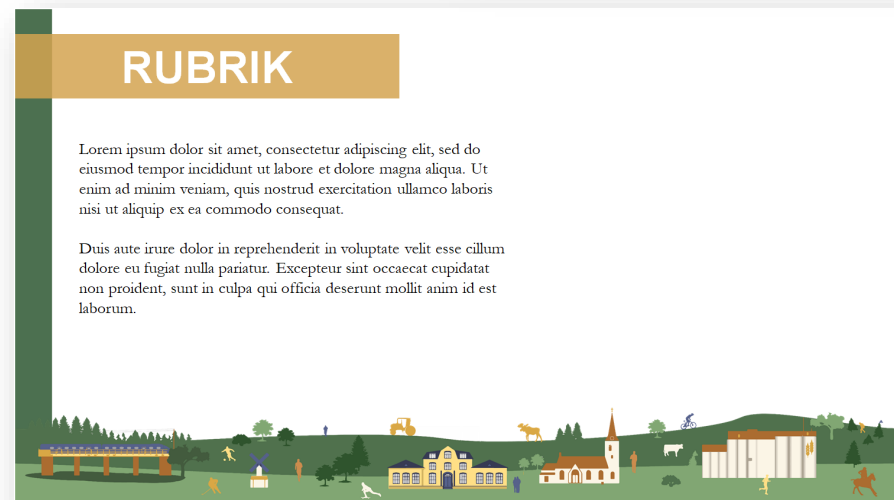 RUBRIK
Lorem ipsum dolor sit amet, consectetur adipiscing elit, sed do
eiusmod tempor incididunt ut labore et dolore magna aliqua. Ut
enim ad minim veniam, quis nostrud exercitation ullamco laboris
nisi ut aliquip ex ea commodo consequat.
Duis aute irure dolor in reprehenderit in voluptate velit esse cillum
dolore eu fugiat nulla pariatur. Excepteur sint occaecat cupidatat
non proident, sunt in culpa qui officia deserunt mollit anim id est
laborum.